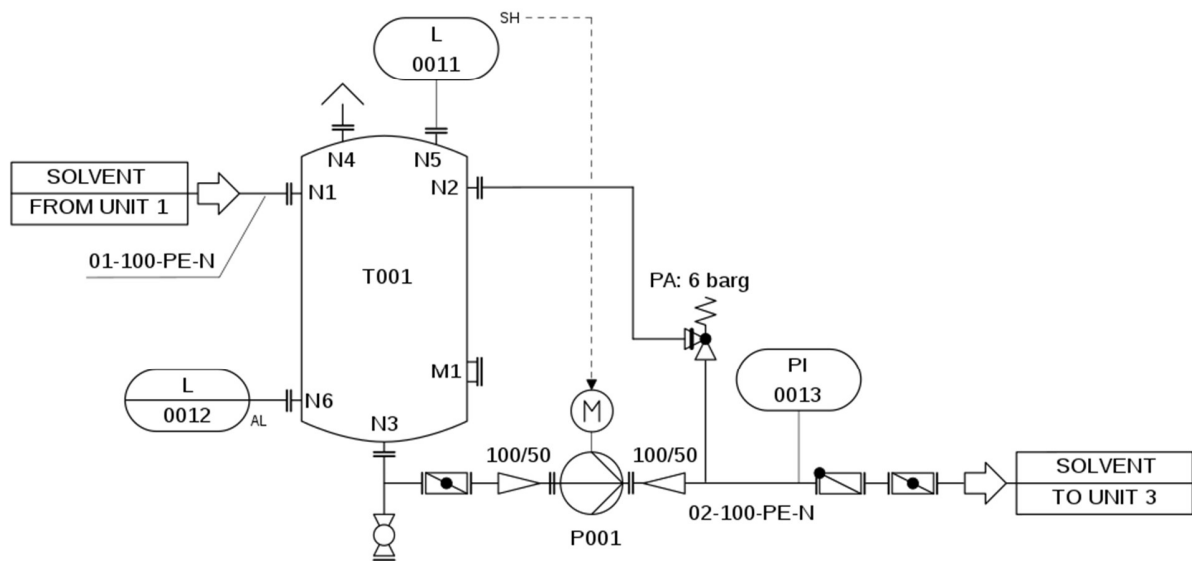 SH
L
0011
N4
N5
SOLVENT
FROM UNIT 1
N1
N2
01-100-PE-N
T001
PA: 6 barg
L
0012
AL
N6
M1
N3
PI
0013
M
100/50
100/50
P001
02-100-PE-N
SOLVENT
TO UNIT 3